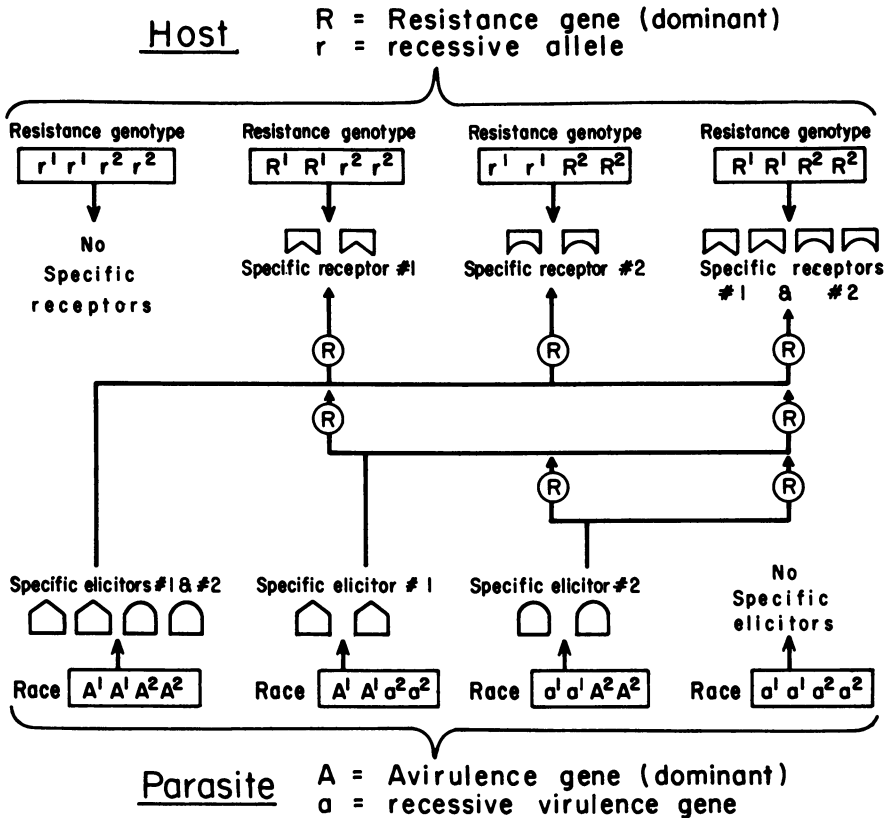 Host
R = Resistance gene (dominant)
r = recessive allele
Resistance genotype Resistance genotype Resistance genotype Resistance genotype
r¹ r¹ r² r² R¹ R¹ r² r² r¹ r¹ R² R² R¹ R¹ R² R²
No
Specific
receptors
Specific receptor #1
Specific receptor #2
Specific receptors
#1 & #2
R R R
R R
R R
Specific elicitors #1 & #2
Specific elicitor # 1
Specific elicitor #2
No
Specific
elicitors
Race A¹ A¹ A² A² Race A¹ A¹ a² a² Race a¹ a¹ A² A² Race a¹ a¹ a² a²
Parasite
A = Avirulence gene (dominant)
a = recessive virulence gene